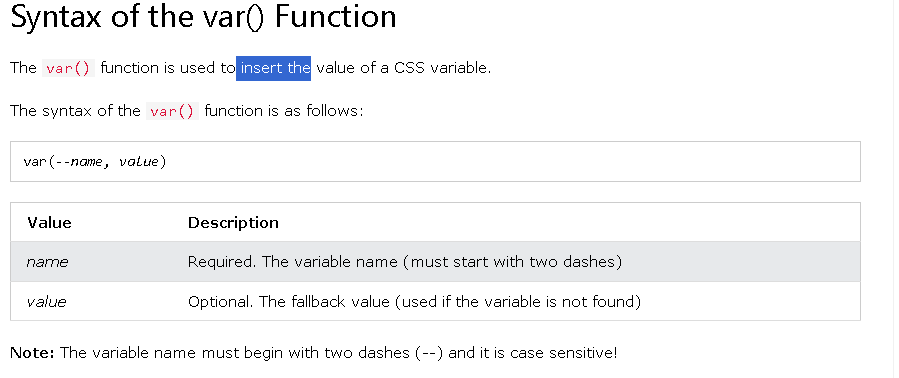 Syntax of the var() Function
The var() function is used to insert the value of a CSS variable.
The syntax of the var() function is as follows:
var(--name, value)
Value Description
name Required. The variable name (must start with two dashes)
value Optional. The fallback value (used if the variable is not found)
Note: The variable name must begin with two dashes (--) and it is case sensitive!